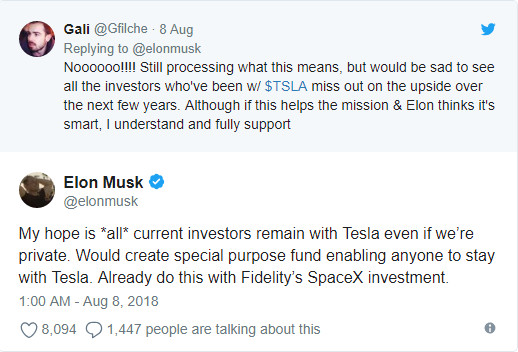 Gali @Gfilche · 8 Aug
Replying to @elonmusk
Noooooo!!!! Still processing what this means, but would be sad to see
all the investors who've been w/ $TSLA miss out on the upside over
the next few years. Although if this helps the mission & Elon thinks it's
smart, I understand and fully support
Elon Musk
@elonmusk
My hope is *all* current investors remain with Tesla even if we’re
private. Would create special purpose fund enabling anyone to stay
with Tesla. Already do this with Fidelity’s SpaceX investment.
1:00 AM - Aug 8, 2018
8,094 1,447 people are talking about this